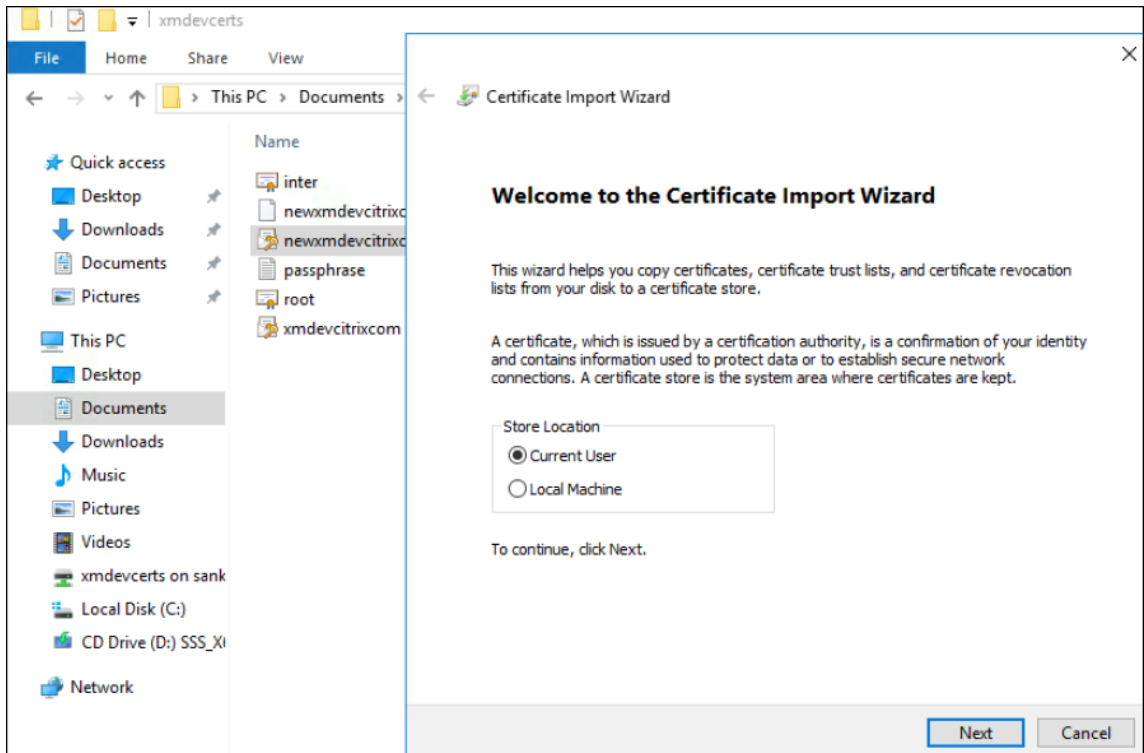 xmdevcerts
File Home Share View
This PC > Documents >
Quick access
Desktop
Downloads
Documents
Pictures
This PC
Desktop
Documents
Downloads
Music
Pictures
Videos
xmdevcerts on sank
Local Disk (C:)
CD Drive (D:) SSS_X
Network
Name
inter
newxmdevcitrixc
newxmdevcitrixc
passphrase
root
xmdevcitrixcom
Certificate Import Wizard
Welcome to the Certificate Import Wizard
This wizard helps you copy certificates, certificate trust lists, and certificate revocation
lists from your disk to a certificate store.
A certificate, which is issued by a certification authority, is a confirmation of your identity
and contains information used to protect data or to establish secure network
connections. A certificate store is the system area where certificates are kept.
Store Location
Current User
Local Machine
To continue, click Next.
Next Cancel